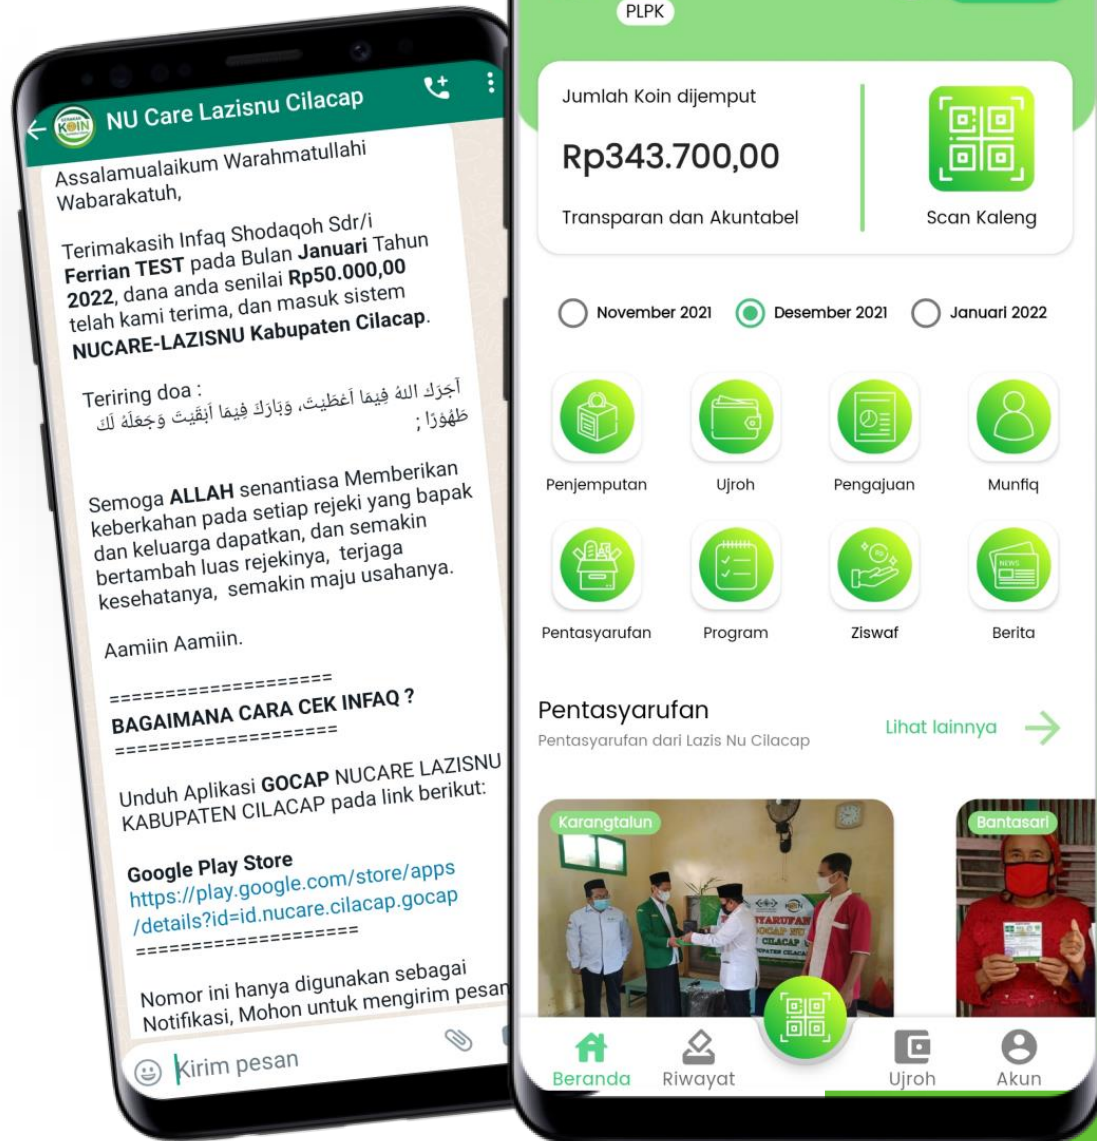 NU Care Lazisnu Cilacap
KOIN
Assalamualaikum Warahmatullahi
Wabarakatuh,
Terimakasih Infaq Shodaqoh Sdr/i
Ferrian TEST pada Bulan Januari Tahun
2022, dana anda senilai Rp50.000,00
telah kami terima, dan masuk sistem
NUCARE-LAZISNU Kabupaten Cilacap.
Teriring doa :
آجَرَكَ اللهُ فِيمَا اَعْطَيْتَ، وَبَارَكَ فِيمَا اَبْقَيْتَ وَجَعَلَهُ لَكَ
طَهُوْرًا ;
Semoga ALLAH senantiasa Memberikan
keberkahan pada setiap rejeki yang bapak
dan keluarga dapatkan, dan semakin
bertambah luas rejekinya, terjaga
kesehatanya, semakin maju usahanya.
Aamiin Aamiin.
=====================
BAGAIMANA CARA CEK INFAQ ?
=====================
Unduh Aplikasi GOCAP NUCARE LAZISNU
KABUPATEN CILACAP pada link berikut:
Google Play Store
https://play.google.com/store/apps
/details?id=id.nucare.cilacap.gocap
=====================
Nomor ini hanya digunakan sebagai
Notifikasi, Mohon untuk mengirim pesan
Kirim pesan
PLPK
Jumlah Koin dijemput
Rp343.700,00
Transparan dan Akuntabel
Scan Kaleng
November 2021
Desember 2021
Januari 2022
Penjemputan
Ujroh
Pengajuan
Munfiq
Pentasyarufan
Program
Ziswaf
NEWS
Berita
Pentasyarufan
Pentasyarufan dari Lazis Nu Cilacap
Lihat lainnya
Karangtalun
Bantasari
KOIN
GOCAP NU
CILACAP
Beranda
Riwayat
Ujroh
Akun